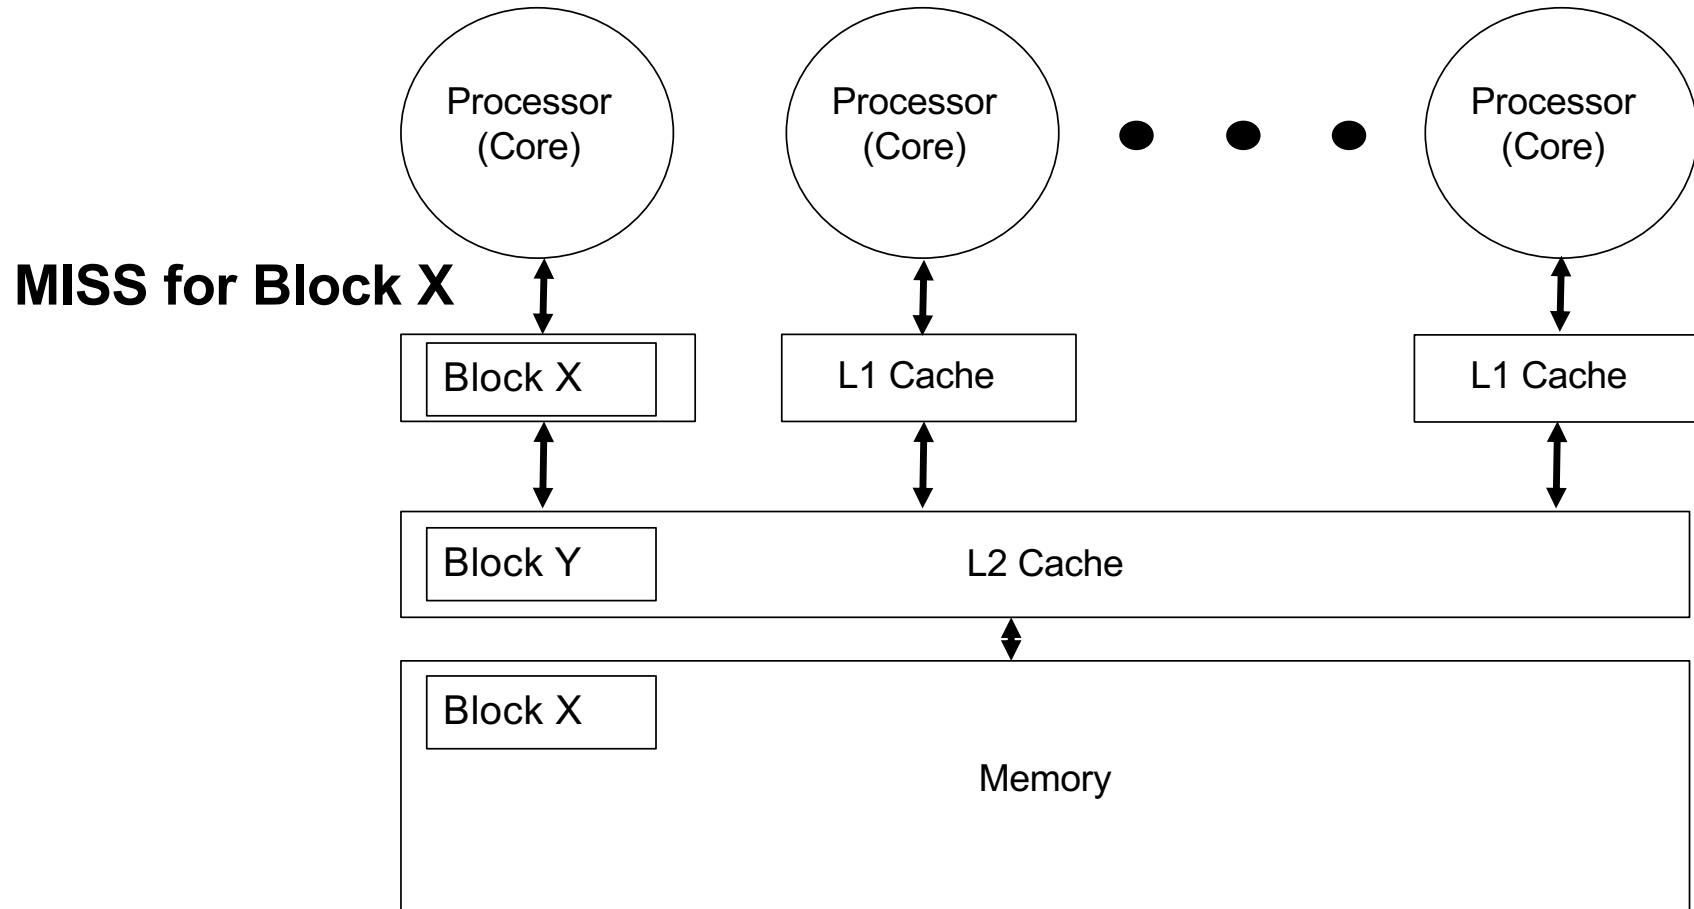 Processor
(Core)
Processor
(Core)
Processor
(Core)
MISS for Block X
Block X
L1 Cache
L1 Cache
Block Y
L2 Cache
Block X
Memory